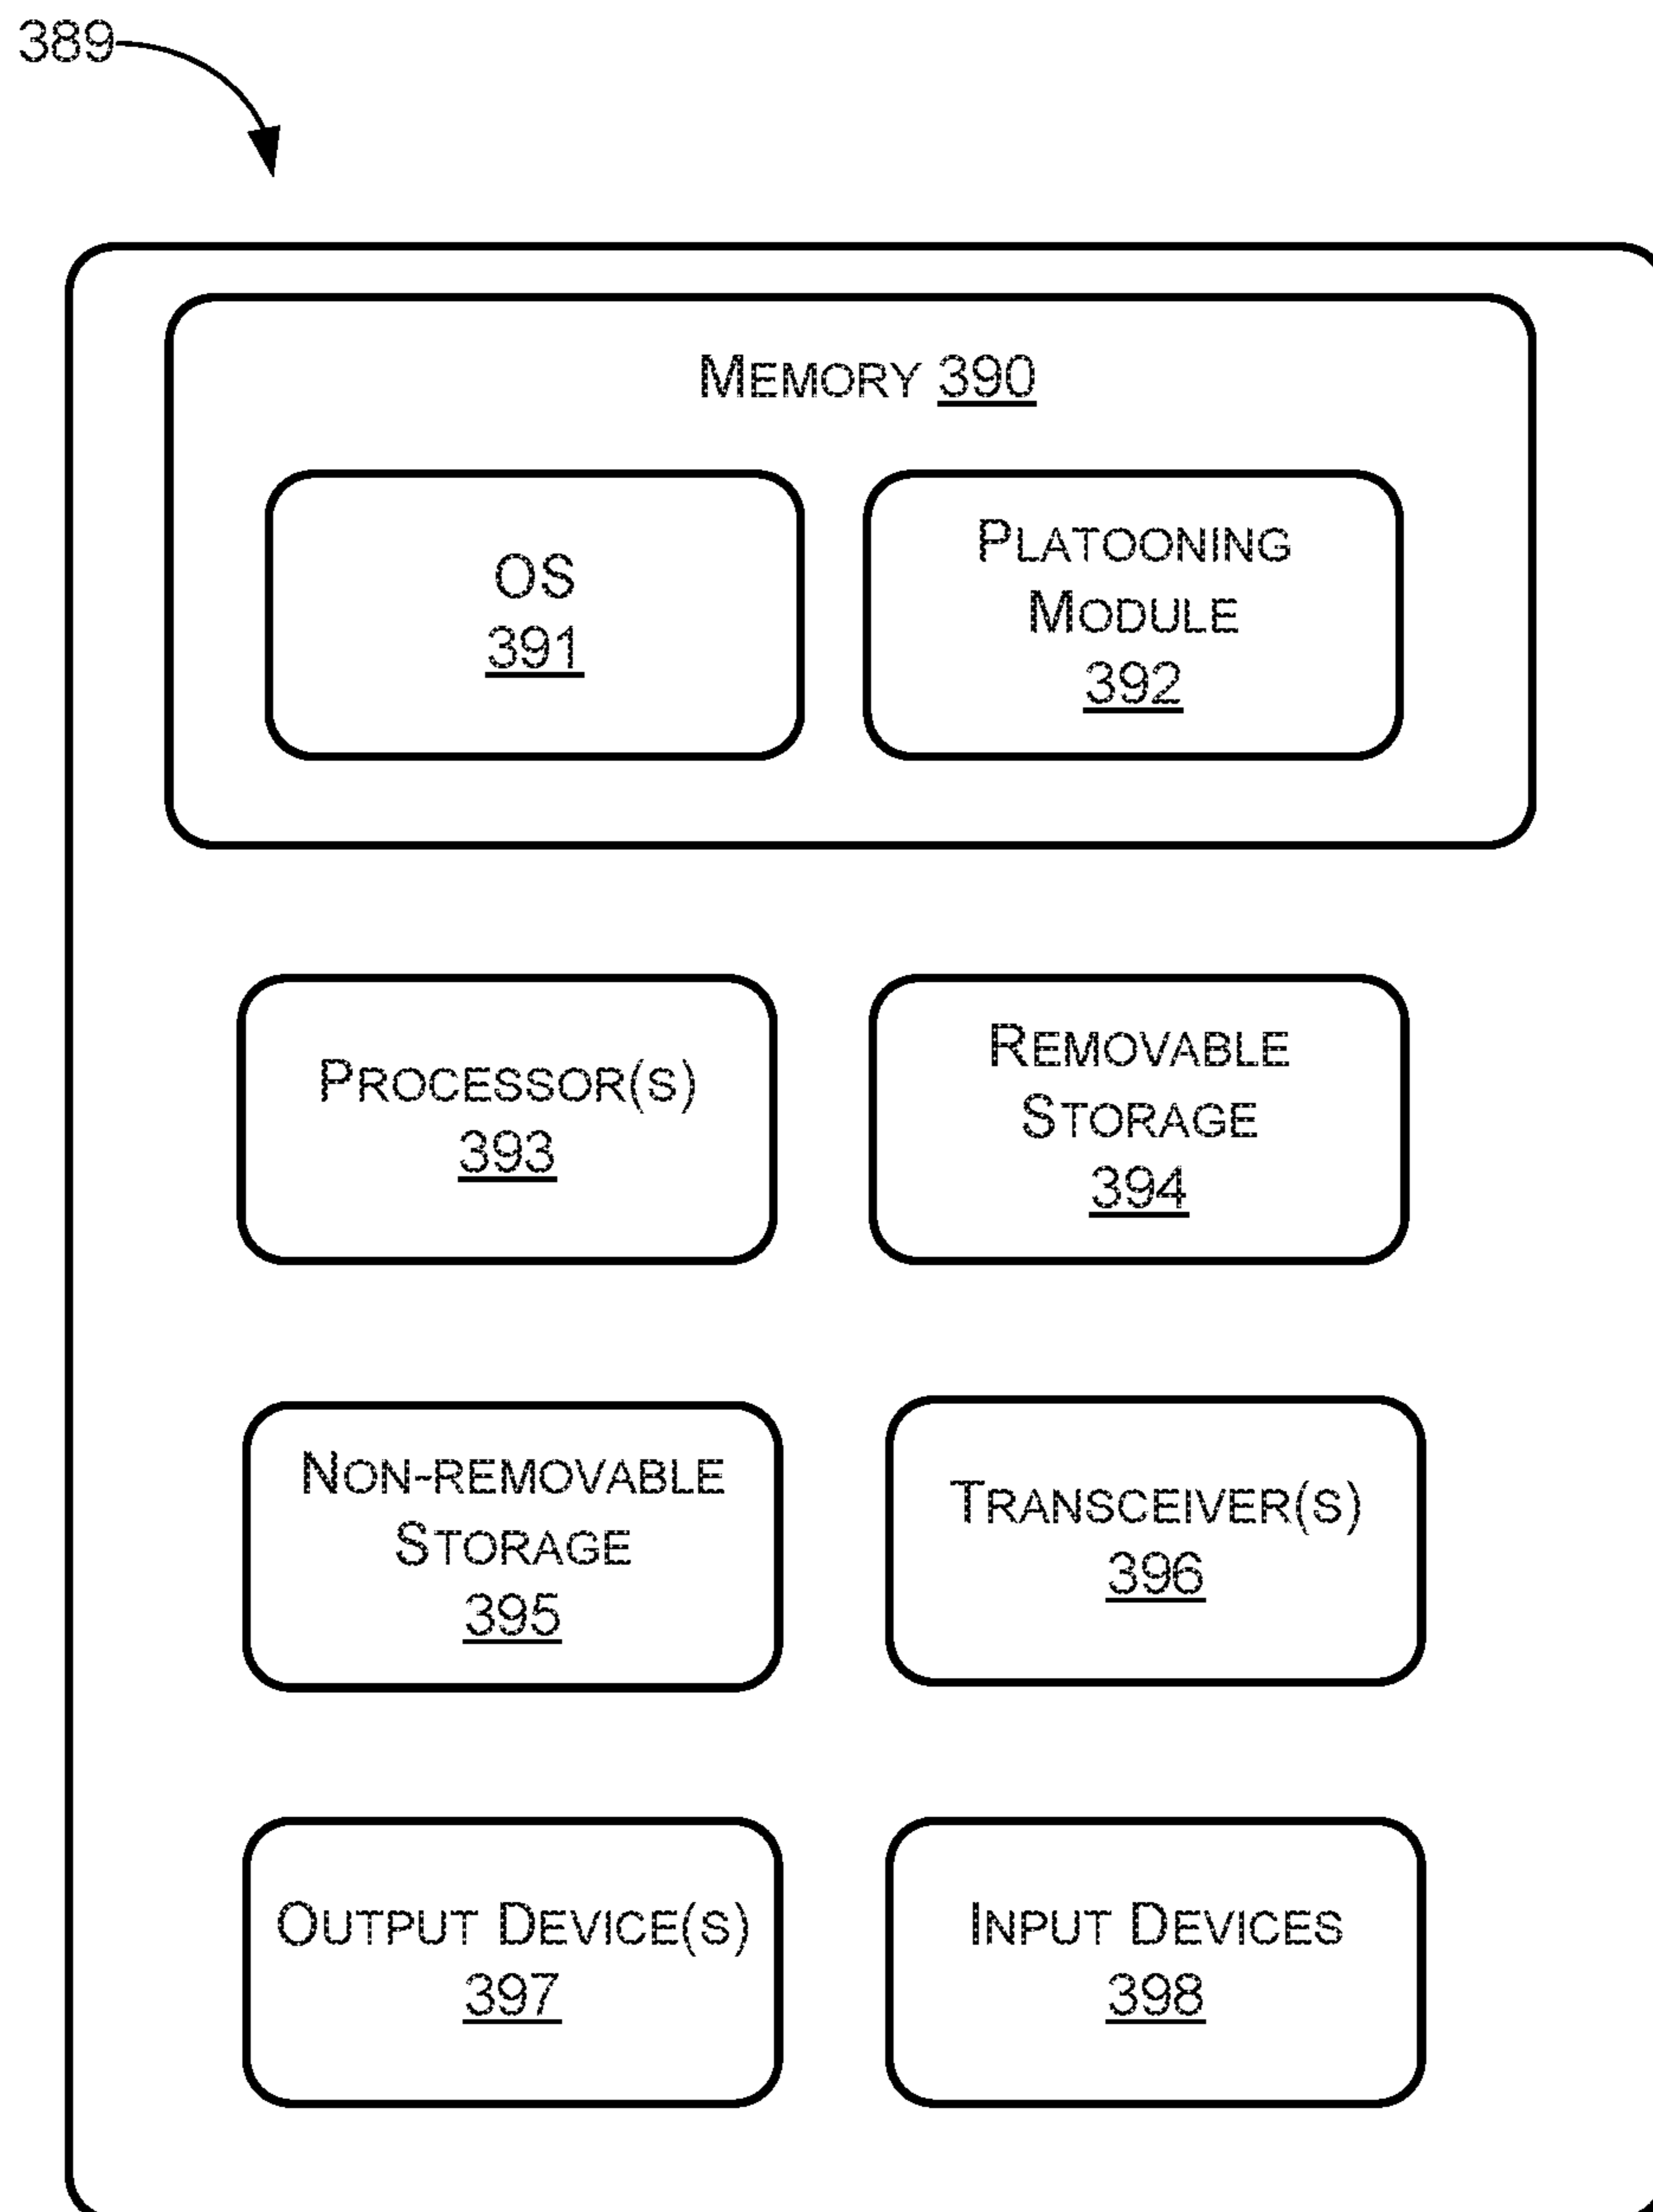 389
MEMORY 390
OS
391
PLATOONING
MODULE
392
PROCESSOR(S)
393
REMOVABLE
STORAGE
394
NON-REMOVABLE
STORAGE
395
TRANSCEIVER(S)
396
OUTPUT DEVICE(S)
397
INPUT DEVICES
398